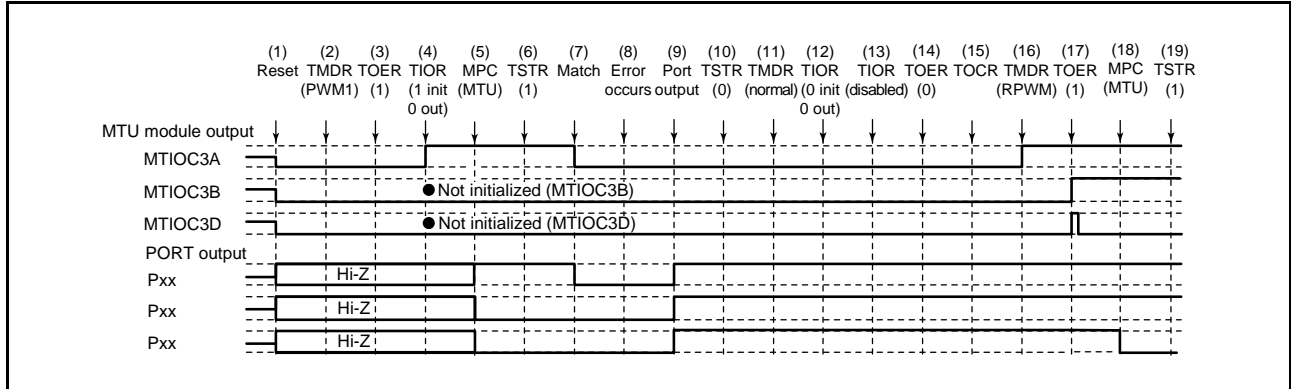 (1) (2) (3) (4) (5) (6) (7) (8) (9) (10) (11) (12) (13) (14) (15) (16) (17) (18) (19)
Reset TMDR TOER TIOR MPC TSTR Match Error Port TSTR TMDR TIOR TIOR TOER TOCR TMDR TOER MPC TSTR
(PWM1) (1) (1 init (MTU) (1) occurs output (0) (normal) (0 init (disabled) (0) (RPWM) (1) (MTU) (1)
0 out) 0 out)
MTU module output
MTIOC3A
MTIOC3B ●Not initialized (MTIOC3B)
MTIOC3D ●Not initialized (MTIOC3D)
PORT output
Pxx Hi-Z
Pxx Hi-Z
Pxx Hi-Z